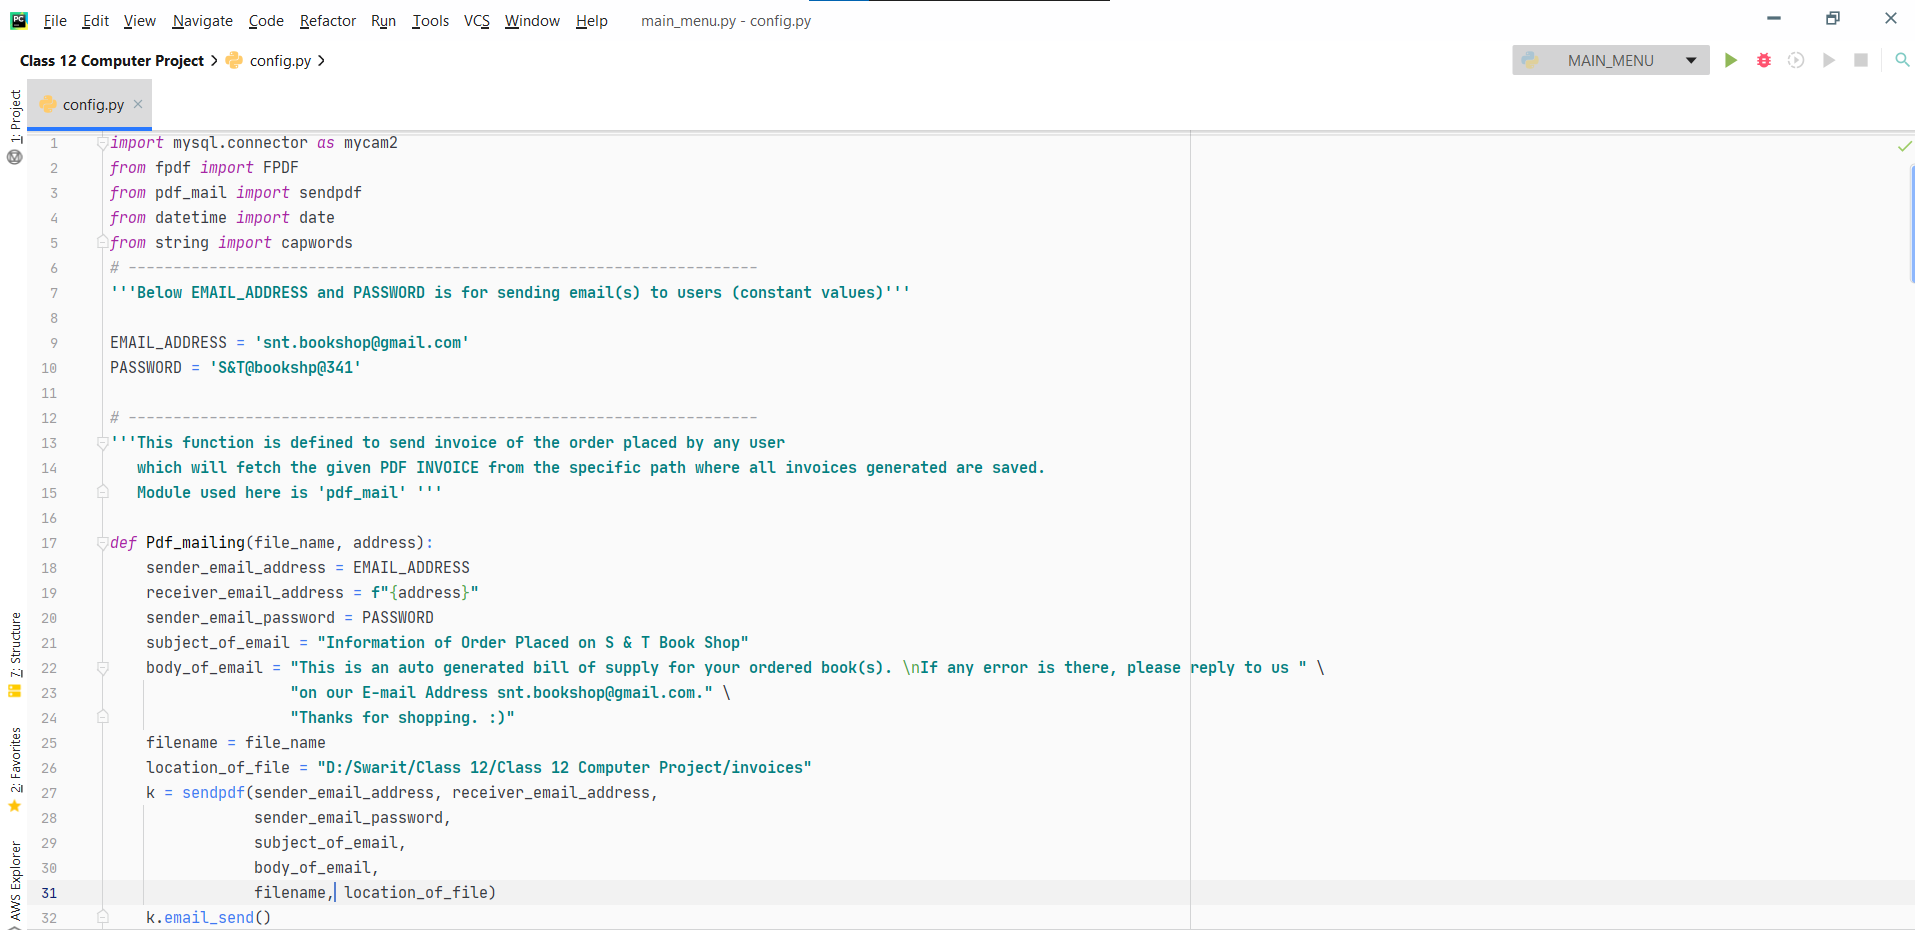 File Edit View Navigate Code Refactor Run Tools VCS Window Help main_menu.py - config.py
Class 12 Computer Project config.py MAIN_MENU
config.py
1: Project
7: Structure
2: Favorites
AWS Explorer
1 import mysql.connector as mycam2
2 from fpdf import FPDF
3 from pdf_mail import sendpdf
4 from datetime import date
5 from string import capwords
6 # ----------------------------------------------------------------------
7 '''Below EMAIL_ADDRESS and PASSWORD is for sending email(s) to users (constant values)'''
8
9 EMAIL_ADDRESS = 'snt.bookshop@gmail.com'
10 PASSWORD = 'S&T@bookshp@341'
11
12 # ----------------------------------------------------------------------
13 '''This function is defined to send invoice of the order placed by any user
14 which will fetch the given PDF INVOICE from the specific path where all invoices generated are saved.
15 Module used here is 'pdf_mail' '''
16
17 def Pdf_mailing(file_name, address):
18 sender_email_address = EMAIL_ADDRESS
19 receiver_email_address = f"{address}"
20 sender_email_password = PASSWORD
21 subject_of_email = "Information of Order Placed on S & T Book Shop"
22 body_of_email = "This is an auto generated bill of supply for your ordered book(s). \nIf any error is there, please reply to us " \
23 "on our E-mail Address snt.bookshop@gmail.com." \
24 "Thanks for shopping. :)"
25 filename = file_name
26 location_of_file = "D:/Swarit/Class 12/Class 12 Computer Project/invoices"
27 k = sendpdf(sender_email_address, receiver_email_address,
28 sender_email_password,
29 subject_of_email,
30 body_of_email,
31 filename, location_of_file)
32 k.email_send()